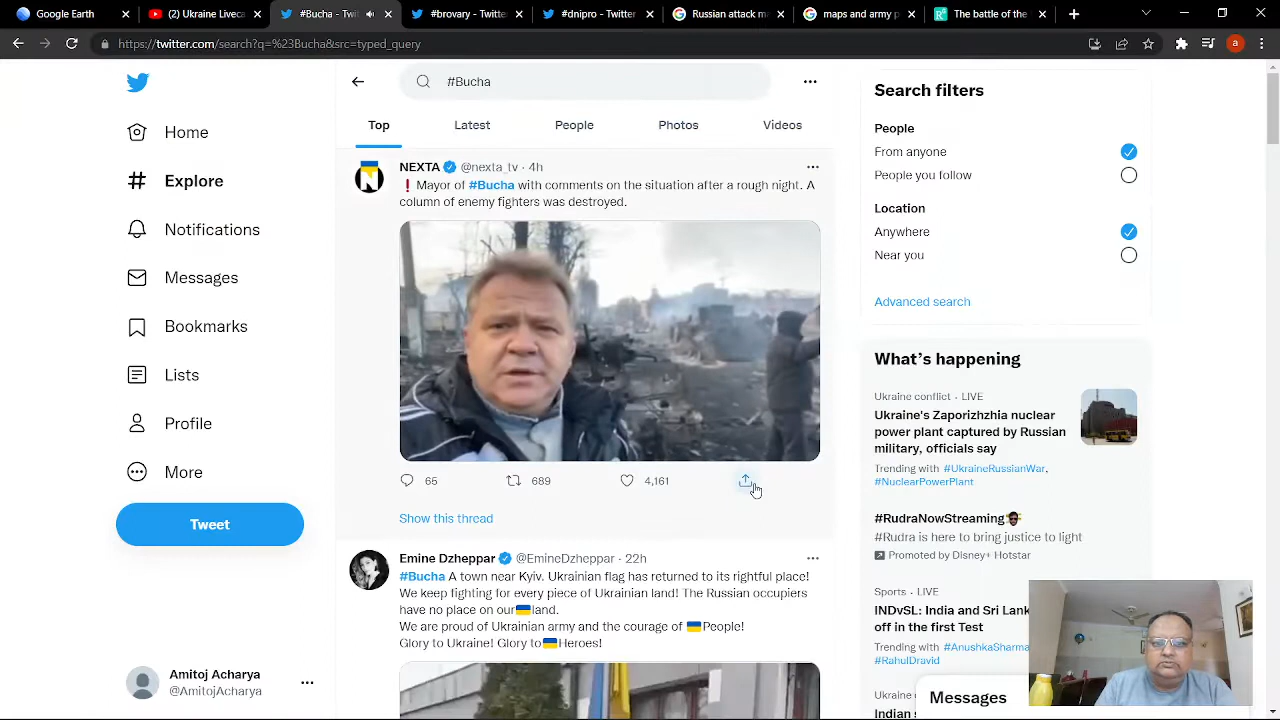 Google Earth
(2) Ukraine Liveca
#Bucha - Twi
#brovary - Twitte
#dnipro - Twitter
Russian attack ma
maps and army p
The battle of the
https://twitter.com/search?q=%23Bucha&src=typed_query
a
Home
Explore
Notifications
Messages
Bookmarks
Lists
Profile
More
Tweet
Amitoj Acharya
@AmitojAcharya
#Bucha
Top
Latest
People
Photos
Videos
NEXTA @nexta_tv · 4h
❗ Mayor of #Bucha with comments on the situation after a rough night. A
column of enemy fighters was destroyed.
65
689
4,161
Show this thread
Emine Dzheppar @EmineDzheppar · 22h
#Bucha A town near Kyiv. Ukrainian flag has returned to its rightful place!
We keep fighting for every piece of Ukrainian land! The Russian occupiers
have no place on our🇺🇦land.
We are proud of Ukrainian army and the courage of 🇺🇦People!
Glory to Ukraine! Glory to🇺🇦Heroes!
Search filters
People
From anyone
People you follow
Location
Anywhere
Near you
Advanced search
What's happening
Ukraine conflict · LIVE
Ukraine's Zaporizhzhia nuclear
power plant captured by Russian
military, officials say
Trending with #UkraineRussianWar,
#NuclearPowerPlant
#RudraNowStreaming
#Rudra is here to bring justice to light
Promoted by Disney+ Hotstar
Sports · LIVE
INDvSL: India and Sri Lank
off in the first Test
Trending with #AnushkaSharma
#RahulDravid
Ukraine
Indian
Messages